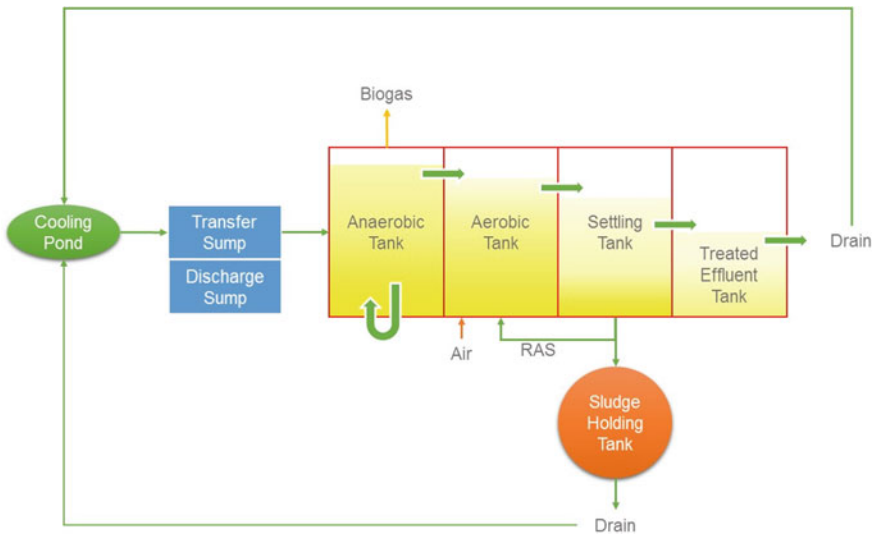 Biogas
Cooling
Pond
Transfer
Sump
Discharge
Sump
Anaerobic
Tank
Aerobic
Tank
Settling
Tank
Treated
Effluent
Tank
Drain
Air
RAS
Sludge
Holding
Tank
Drain